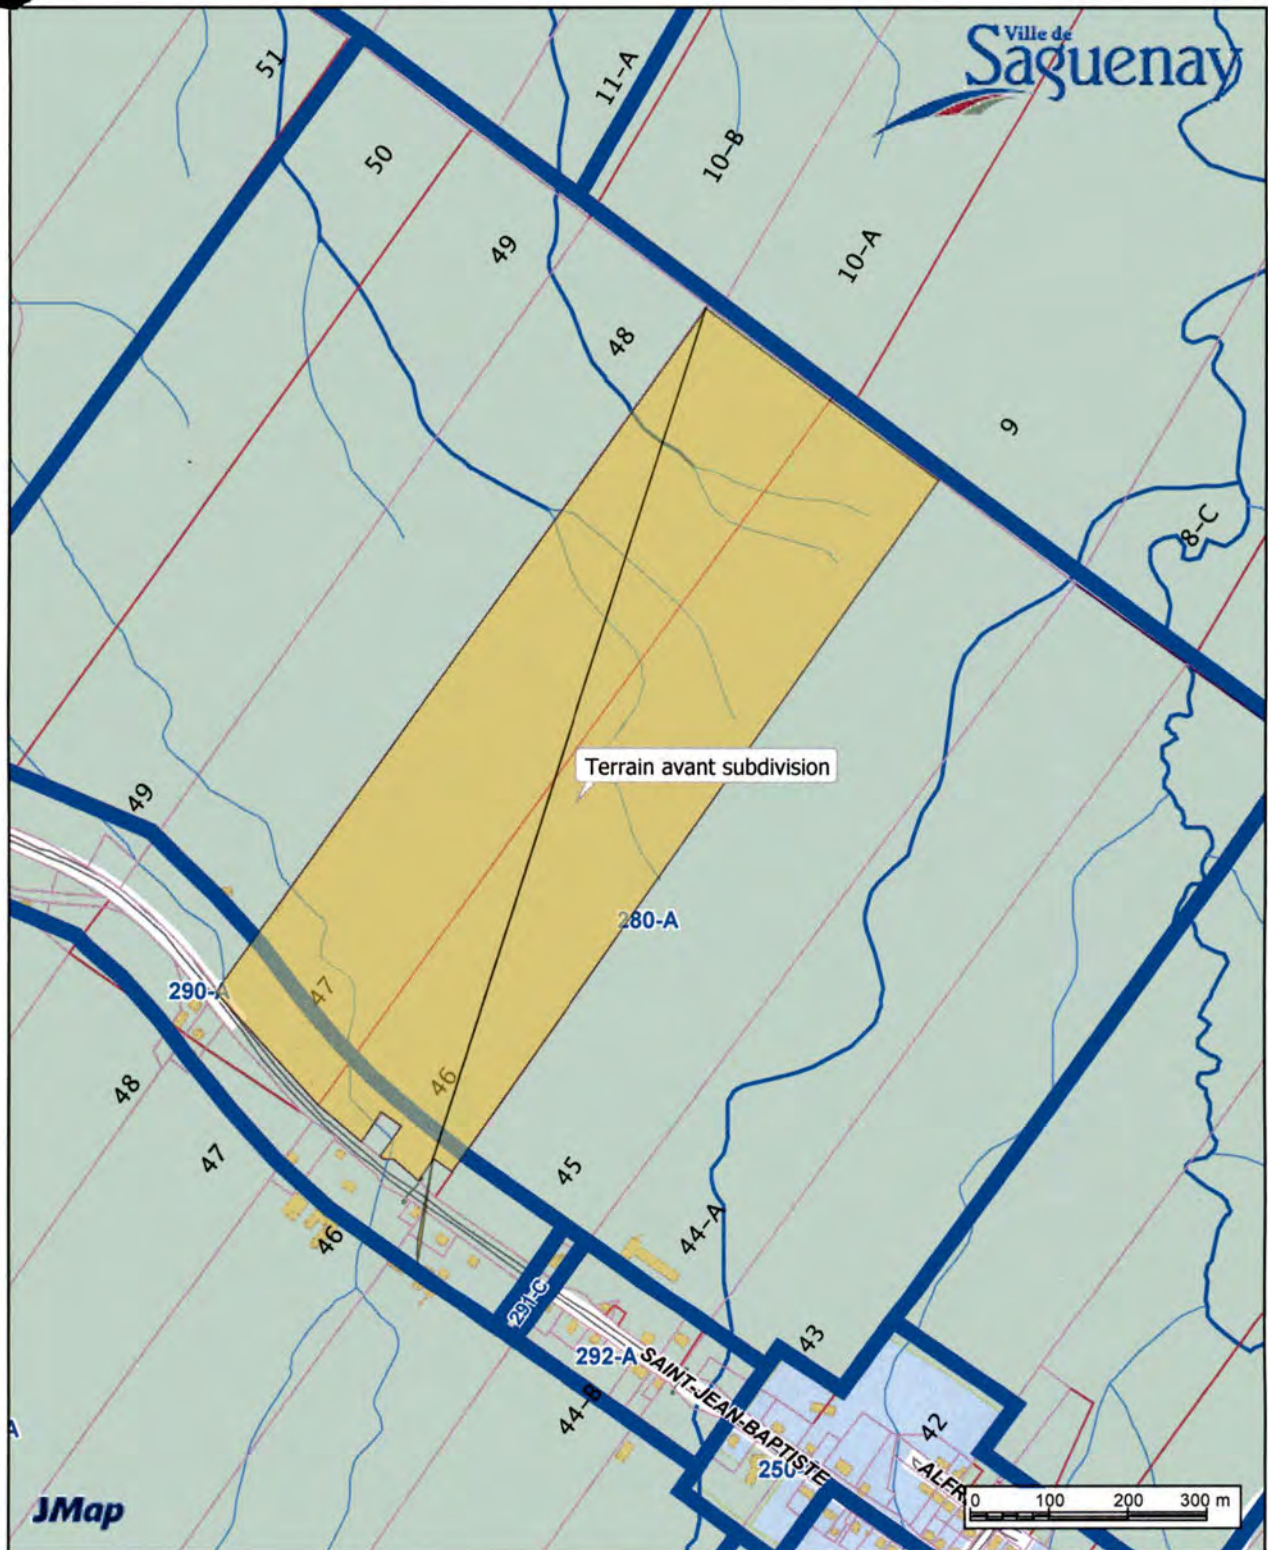 Ville de
Saguenay
51
11-A
50
10-B
49
10-A
48
9
8-C
Terrain avant subdivision
49
280-A
47
290-A
46
48
47
45
46
44-A
291-C
43
292-A
SAINT-JEAN-BAPTISTE
44-B
42
250
ALFR
A
JMap
0 100 200 300 m